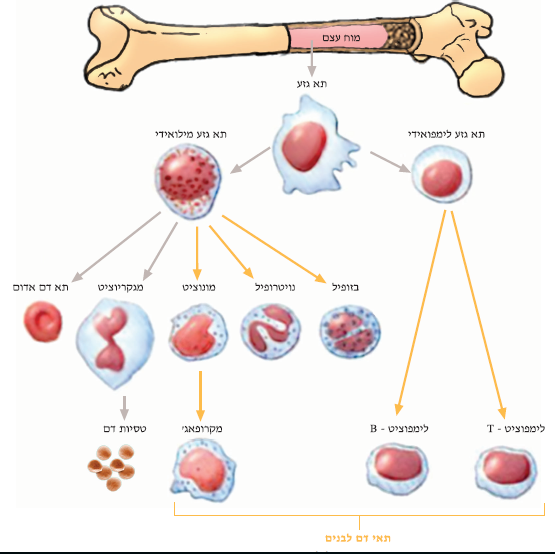 מוח עצם
תא גזע
תא גזע לימפואידי
תא גזע מילואידי
בזופיל
נויטרופיל
מונוציט
מגקריוציט
תא דם אדום
לימפוציט - T
לימפוציט - B
מקרופאג'
טסיות דם
תאי דם לבנים